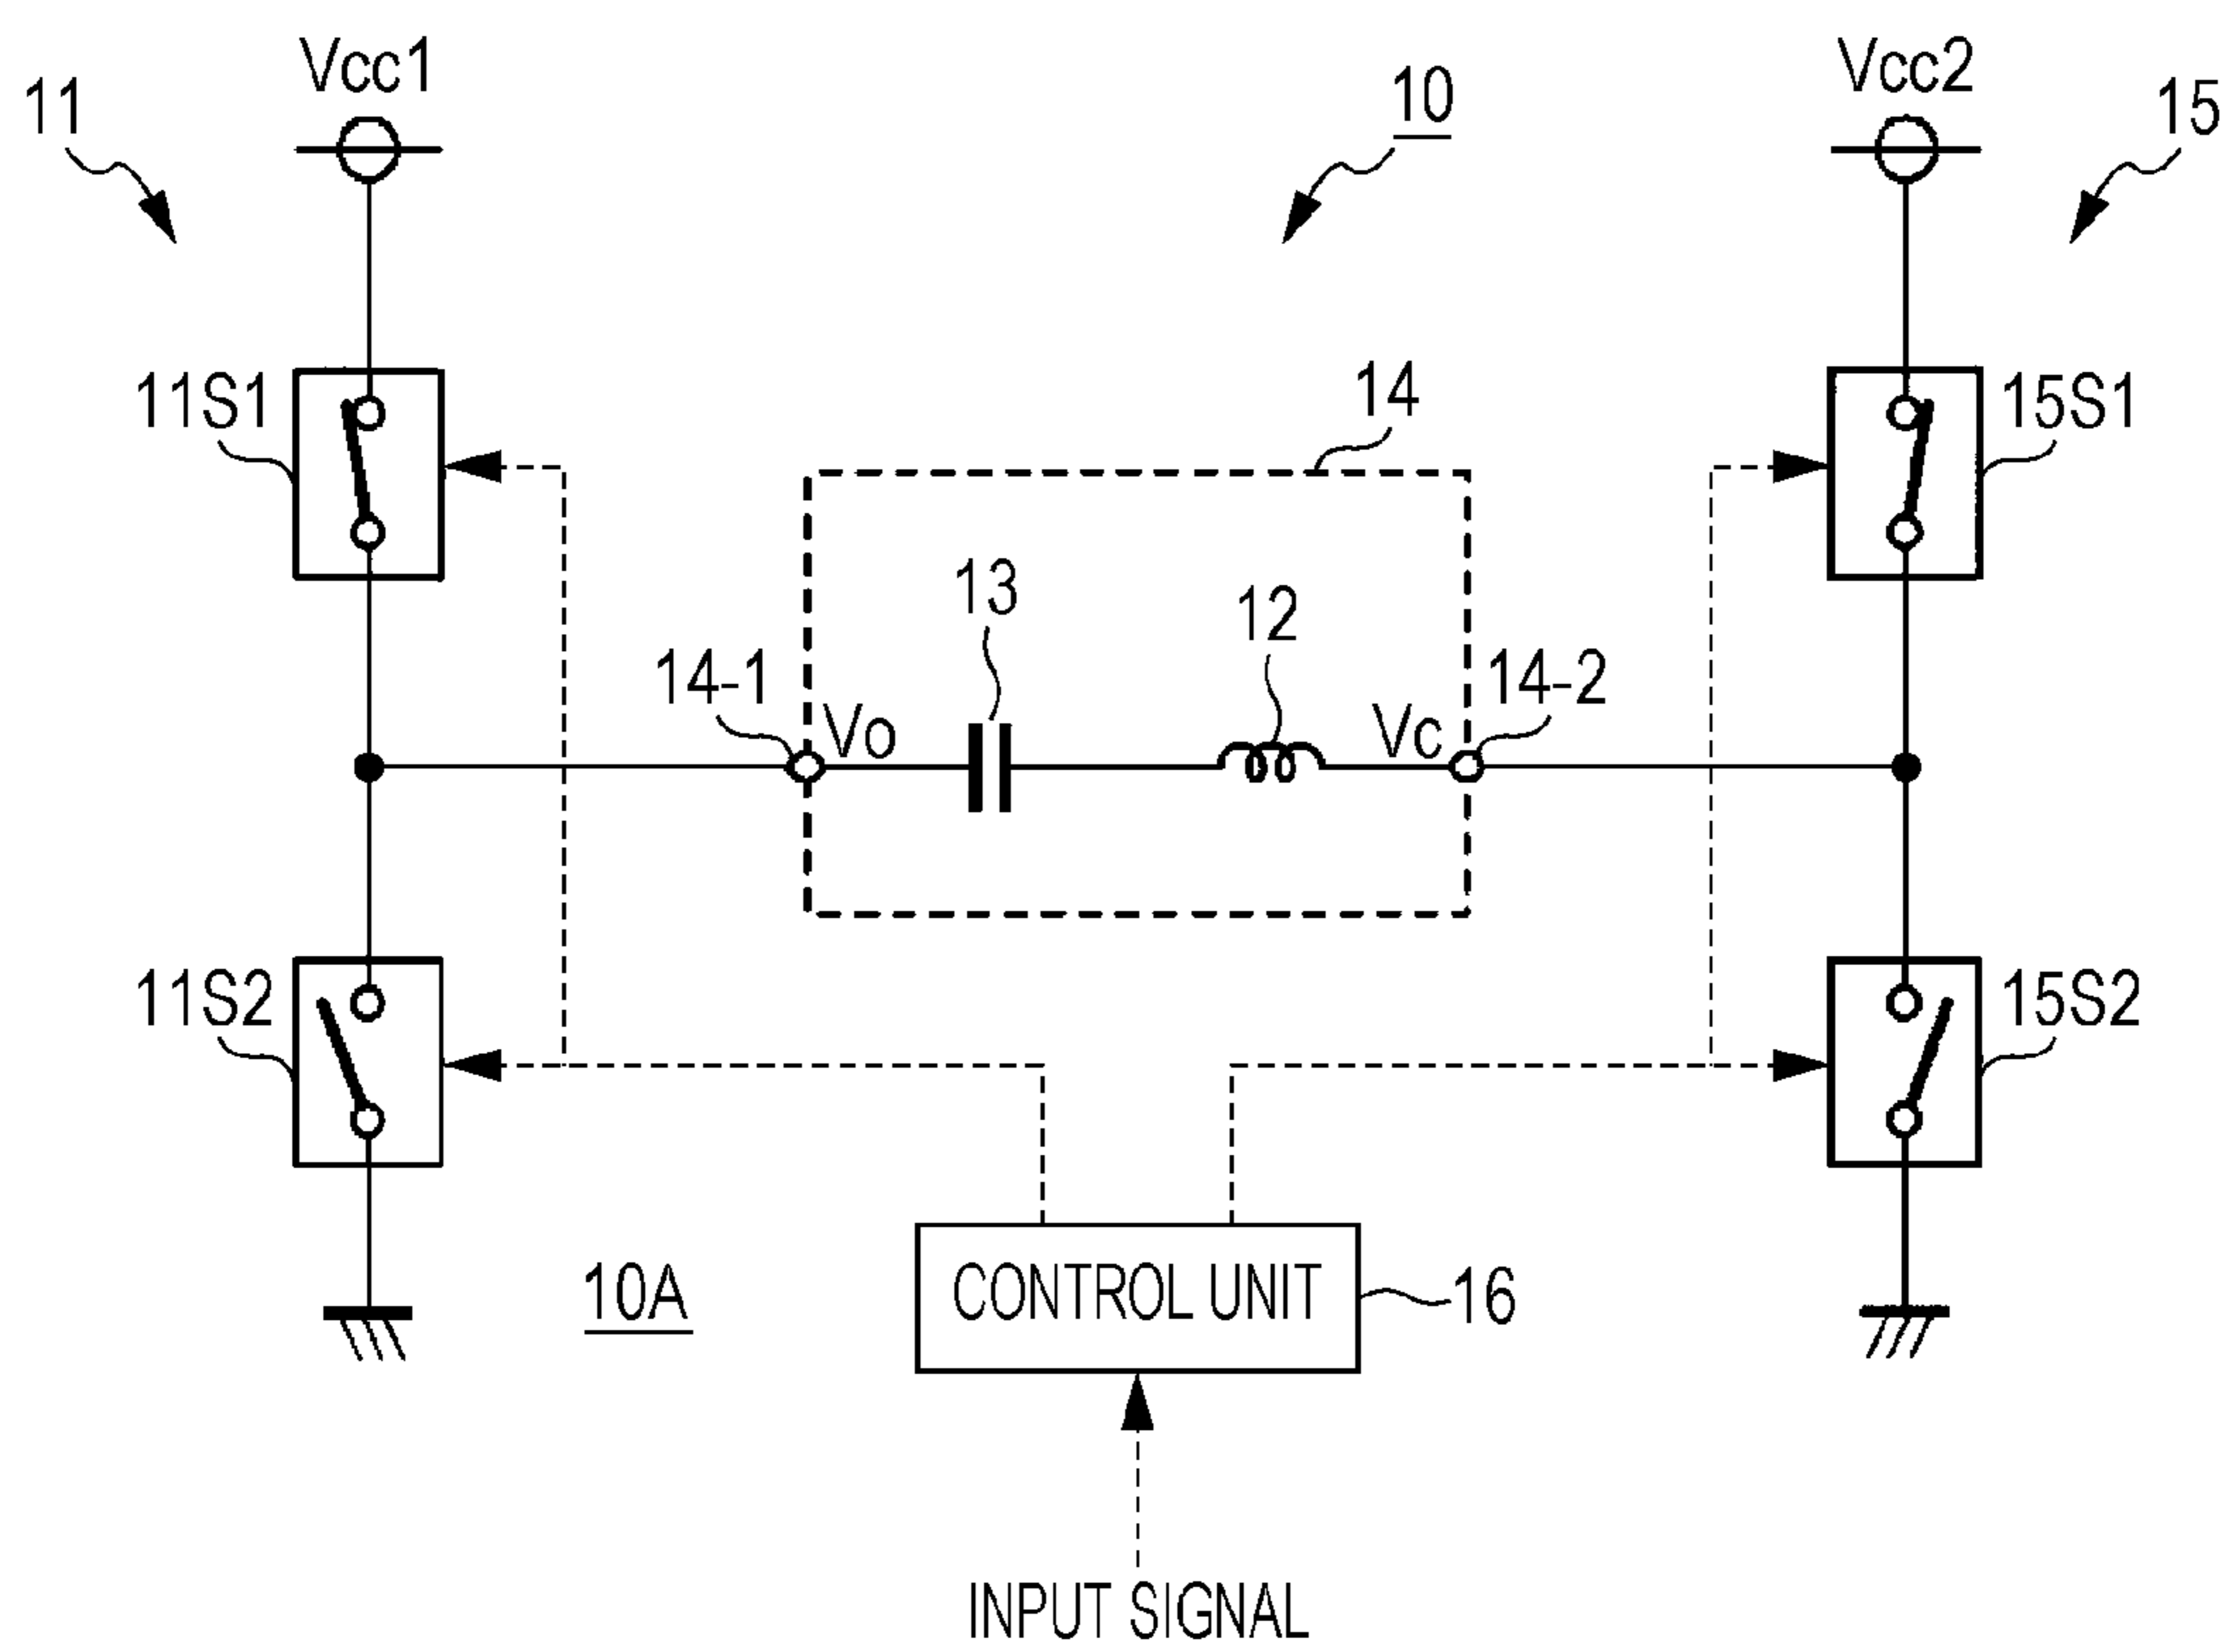 Vcc1
Vcc2
11
10
15
11S1
14
15S1
13
12
14-1
14-2
Vo
Vc
11S2
15S2
10A
CONTROL UNIT
16
INPUT SIGNAL